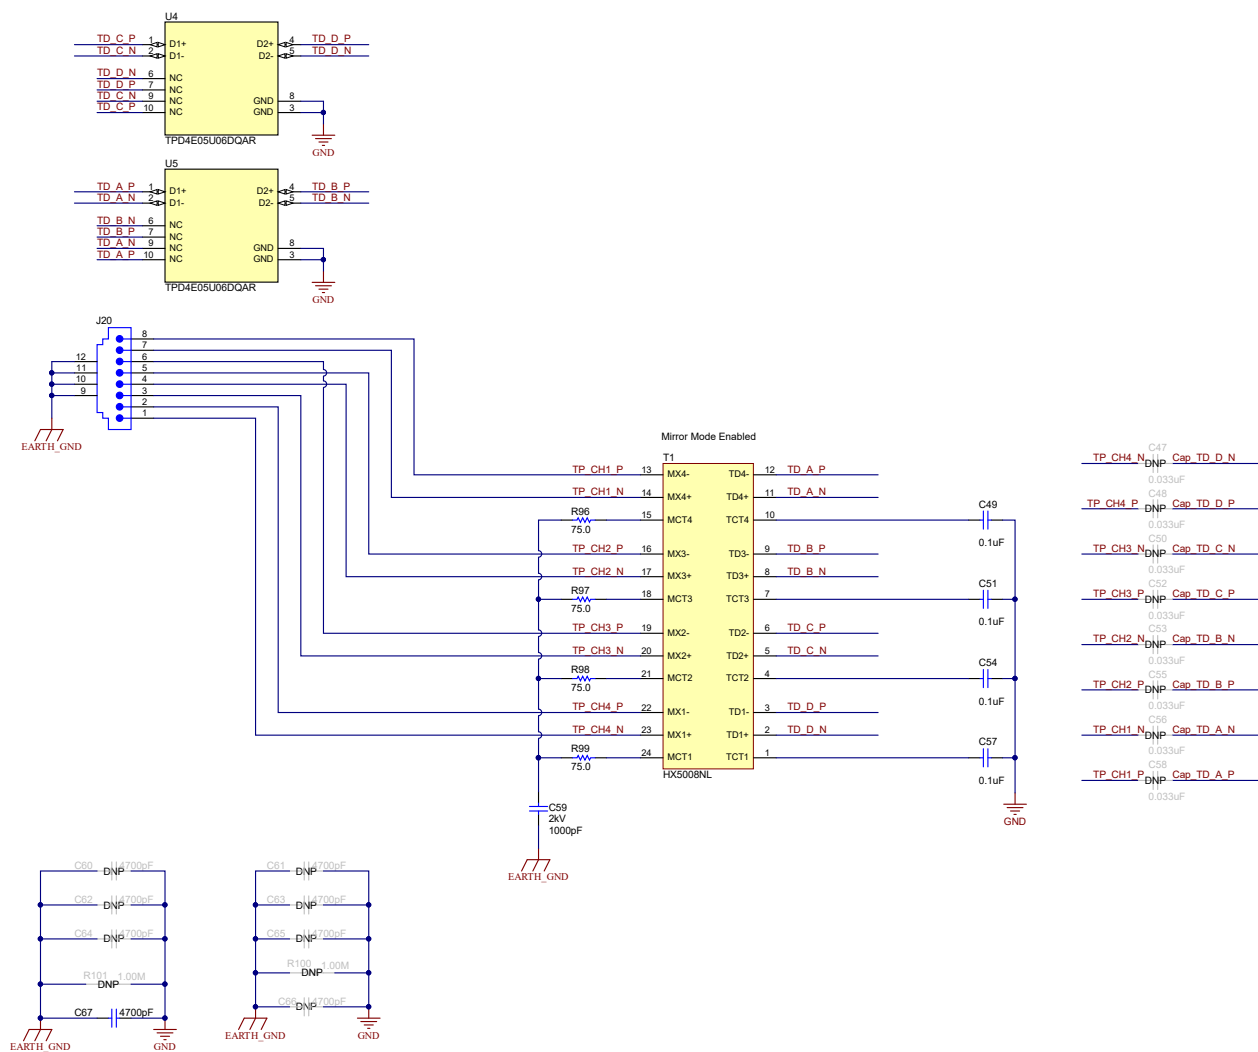 U4
TD_C_P 1 D1+ D2+ 4 TD_D_P
TD_C_N 2 D1- D2- 5 TD_D_N
TD_D_N 6 NC
TD_D_P 7 NC
TD_C_N 9 NC GND 8
TD_C_P 10 NC GND 3
TPD4E05U06DQAR
GND
U5
TD_A_P 1 D1+ D2+ 4 TD_B_P
TD_A_N 2 D1- D2- 5 TD_B_N
TD_B_N 6 NC
TD_B_P 7 NC
TD_A_N 9 NC GND 8
TD_A_P 10 NC GND 3
TPD4E05U06DQAR
GND
J20
8
7
12 6
11 5
10 4
9 3
2
1
EARTH_GND
Mirror Mode Enabled
T1
TP_CH1_P 13 MX4- TD4- 12 TD_A_P
TP_CH1_N 14 MX4+ TD4+ 11 TD_A_N
R96 15 MCT4 TCT4 10 C49
75.0 0.1uF
TP_CH2_P 16 MX3- TD3- 9 TD_B_P
TP_CH2_N 17 MX3+ TD3+ 8 TD_B_N
R97 18 MCT3 TCT3 7 C51
75.0 0.1uF
TP_CH3_P 19 MX2- TD2- 6 TD_C_P
TP_CH3_N 20 MX2+ TD2+ 5 TD_C_N
R98 21 MCT2 TCT2 4 C54
75.0 0.1uF
TP_CH4_P 22 MX1- TD1- 3 TD_D_P
TP_CH4_N 23 MX1+ TD1+ 2 TD_D_N
R99 24 MCT1 TCT1 1 C57
75.0 0.1uF
HX5008NL
GND
C59
2kV
1000pF
EARTH_GND
C47
TP_CH4_N DNP Cap_TD_D_N
0.033uF
C48
TP_CH4_P DNP Cap_TD_D_P
0.033uF
C50
TP_CH3_N DNP Cap_TD_C_N
0.033uF
C52
TP_CH3_P DNP Cap_TD_C_P
0.033uF
C53
TP_CH2_N DNP Cap_TD_B_N
0.033uF
C55
TP_CH2_P DNP Cap_TD_B_P
0.033uF
C56
TP_CH1_N DNP Cap_TD_A_N
0.033uF
C58
TP_CH1_P DNP Cap_TD_A_P
0.033uF
C60 DNP 4700pF
C62 DNP 4700pF
C64 DNP 4700pF
R101 DNP 1.00M
C67 4700pF
EARTH_GND GND
C61 DNP 4700pF
C63 DNP 4700pF
C65 DNP 4700pF
R100 DNP 1.00M
C66 DNP 4700pF
EARTH_GND GND